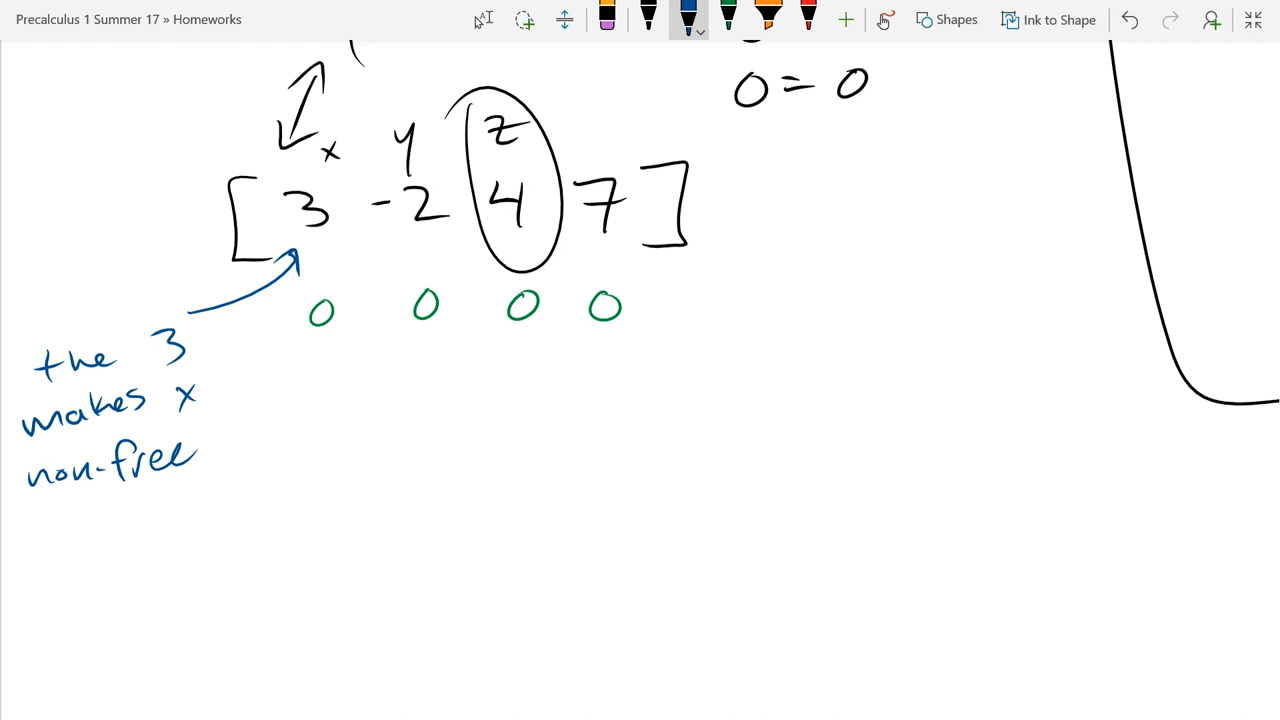 Precalculus 1 Summer 17 » Homeworks
Shapes
Ink to Shape
0 = 0
x y z
[3 -2 4 7]
0 0 0 0
the 3
makes x
non-free